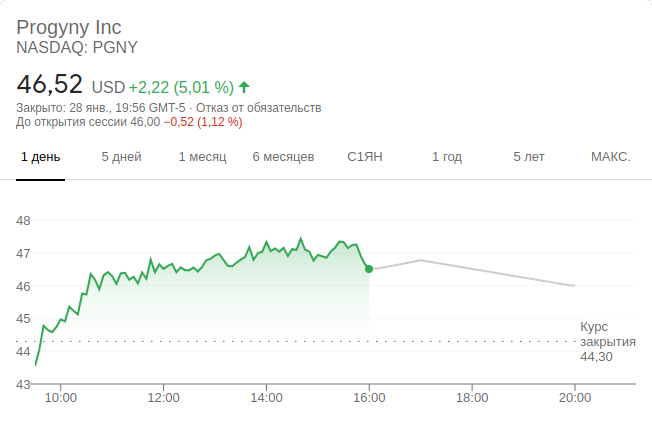 Progyny Inc
NASDAQ: PGNY
46,52 USD +2,22 (5,01 %)
Закрыто: 28 янв., 19:56 GMT-5 · Отказ от обязательств
До открытия сессии 46,00 −0,52 (1,12 %)
1 день 5 дней 1 месяц 6 месяцев С1ЯН 1 год 5 лет МАКС.
48
47
46
45
Курс
закрытия
44,30
44
43
10:00 12:00 14:00 16:00 18:00 20:00